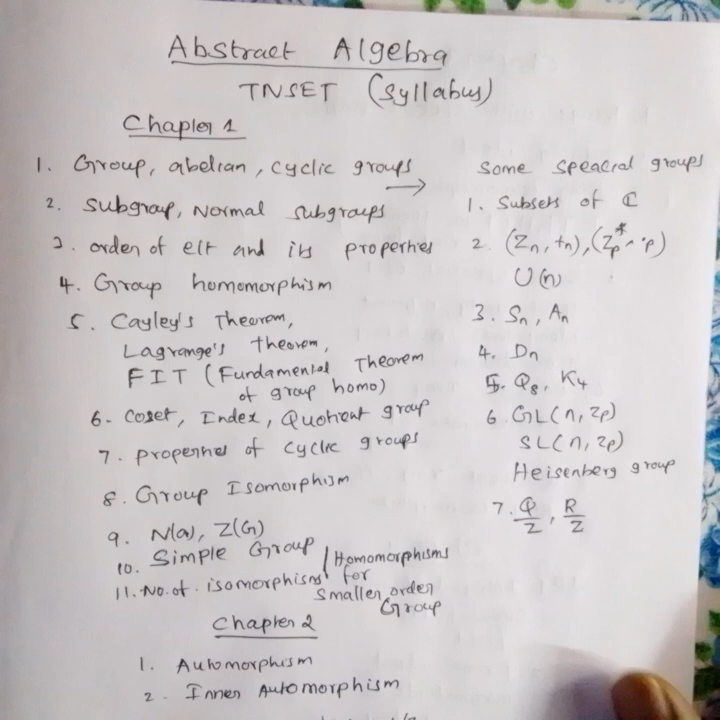 Abstract Algebra
TNSET (Syllabus)
Chapter 1
1. Group, abelian, cyclic groups →
2. Subgroup, Normal subgroups
3. order of elt and its properties
4. Group homomorphism
5. Cayley's Theorem,
Lagrange's theorem,
FIT (Fundamental Theorem
of group homo)
6. Coset, Index, Quotient group
7. properties of cyclic groups
8. Group Isomorphism
9. N(a), Z(G)
10. Simple Group
11. No. of. isomorphisms / Homomorphisms
for
Smaller order
Group
Some speacial groups
1. Subsets of ℂ
2. (Zn, +n), (Zp*, ·p)
U(n)
3. Sn, An
4. Dn
5. Q8, K4
6. GL(n, Zp)
SL(n, Zp)
Heisenberg group
7. Q/Z, R/Z
Chapter 2
1. Automorphism
2. Inner Automorphism